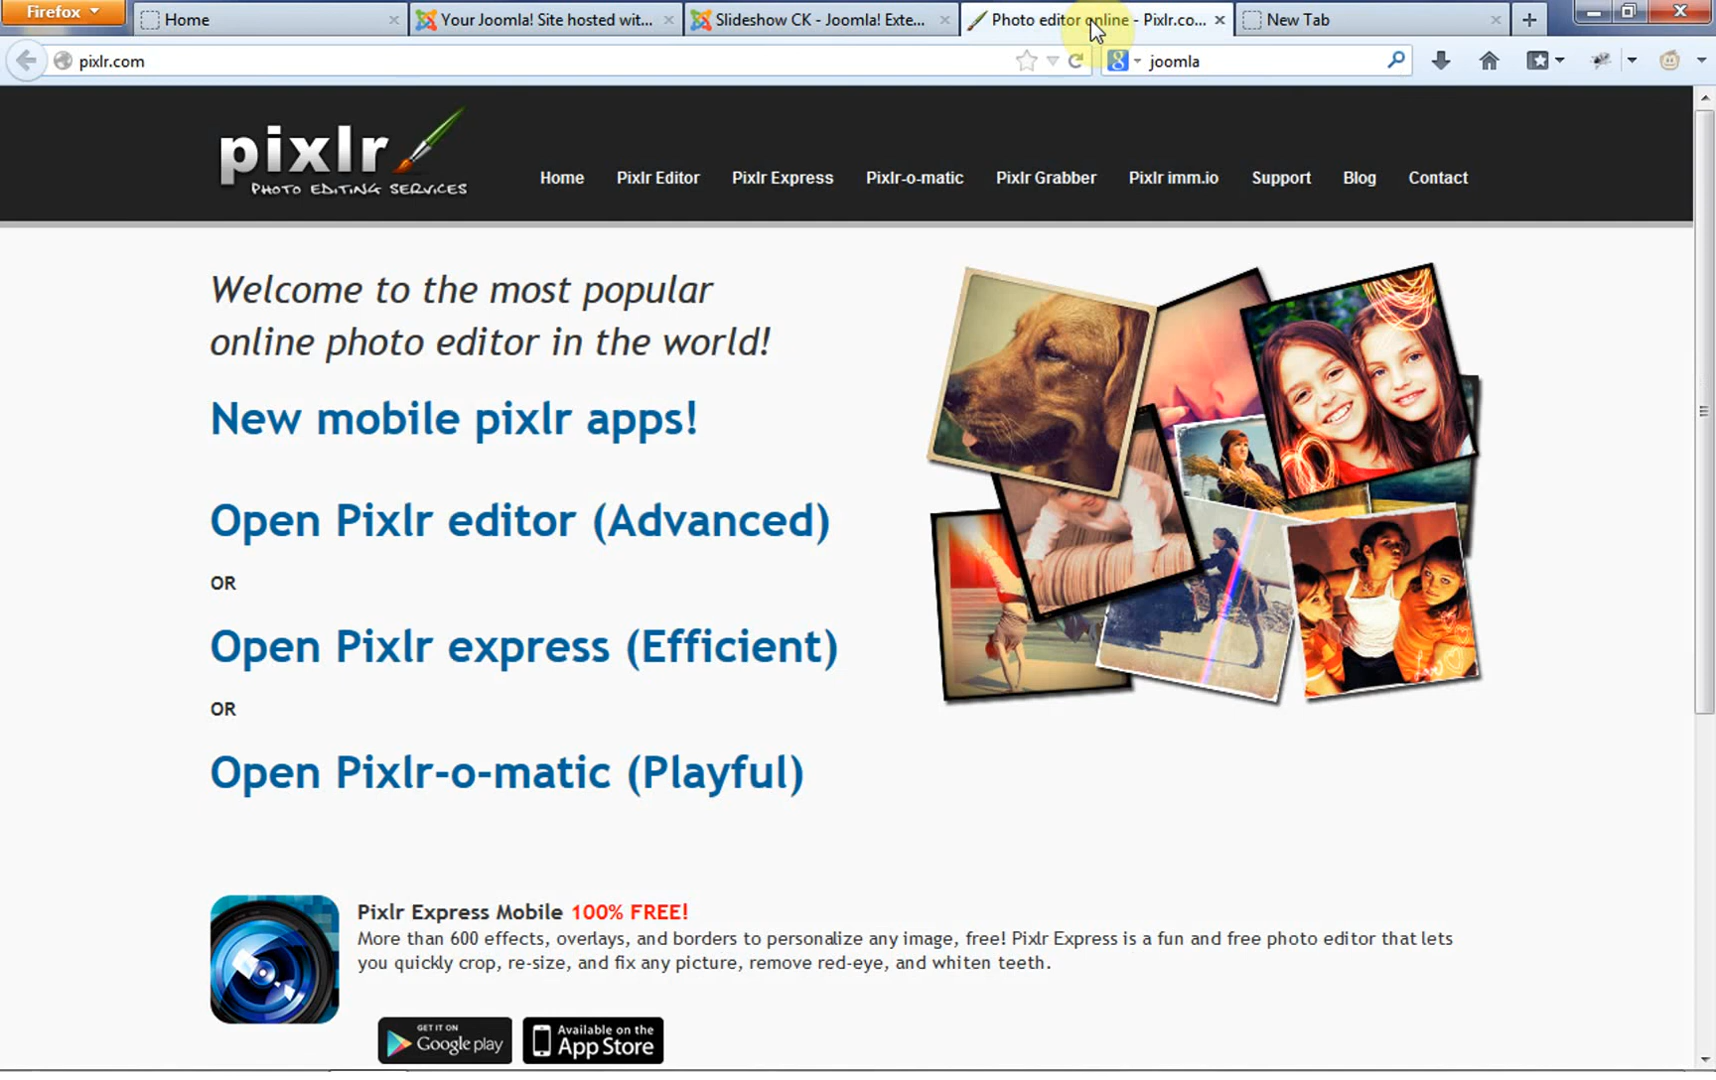 Firefox
Home
Your Joomla! Site hosted wit...
Slideshow CK - Joomla! Exte...
Photo editor online - Pixlr.co...
New Tab
pixlr.com
joomla
pixlr
PHOTO EDITING SERVICES
Home
Pixlr Editor
Pixlr Express
Pixlr-o-matic
Pixlr Grabber
Pixlr imm.io
Support
Blog
Contact
Welcome to the most popular
online photo editor in the world!
New mobile pixlr apps!
Open Pixlr editor (Advanced)
OR
Open Pixlr express (Efficient)
OR
Open Pixlr-o-matic (Playful)
Pixlr Express Mobile 100% FREE!
More than 600 effects, overlays, and borders to personalize any image, free! Pixlr Express is a fun and free photo editor that lets
you quickly crop, re-size, and fix any picture, remove red-eye, and whiten teeth.
GET IT ON
Google play
Available on the
App Store